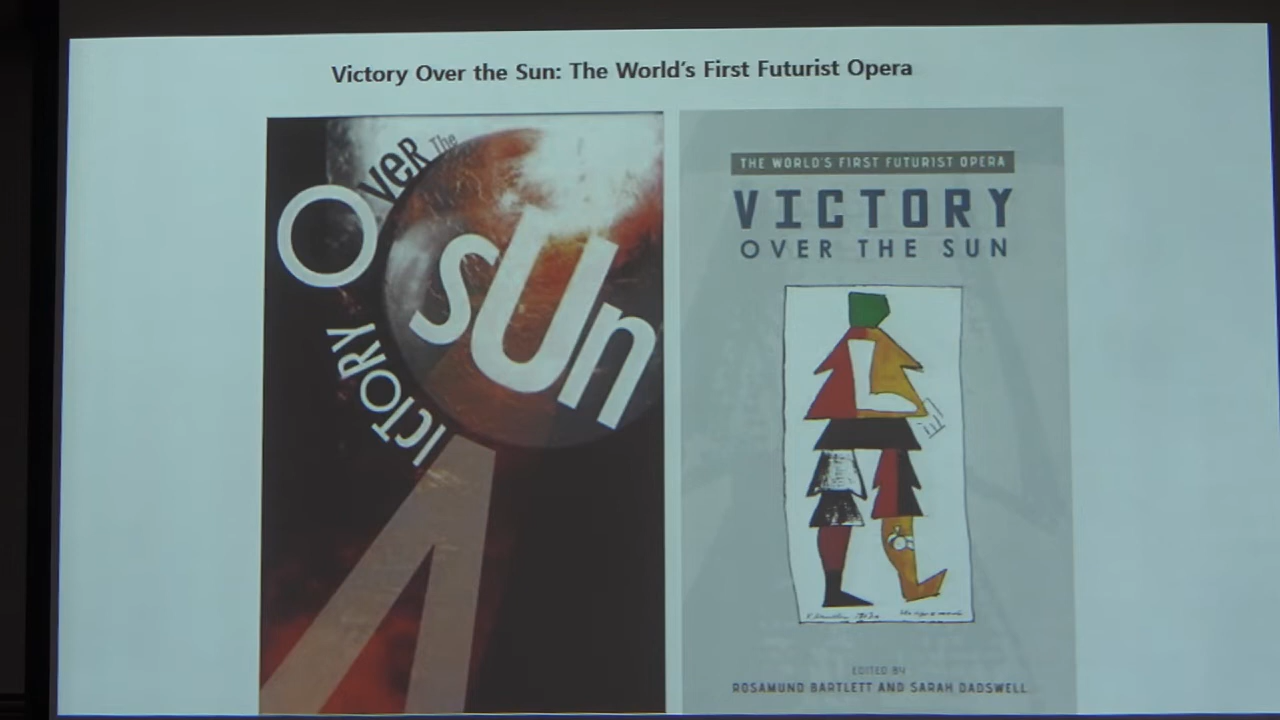 Victory Over the Sun: The World's First Futurist Opera
Over The
sUn
VICTORY
THE WORLD'S FIRST FUTURIST OPERA
VICTORY
OVER THE SUN
EDITED BY
ROSAMUND BARTLETT AND SARAH DADSWELL